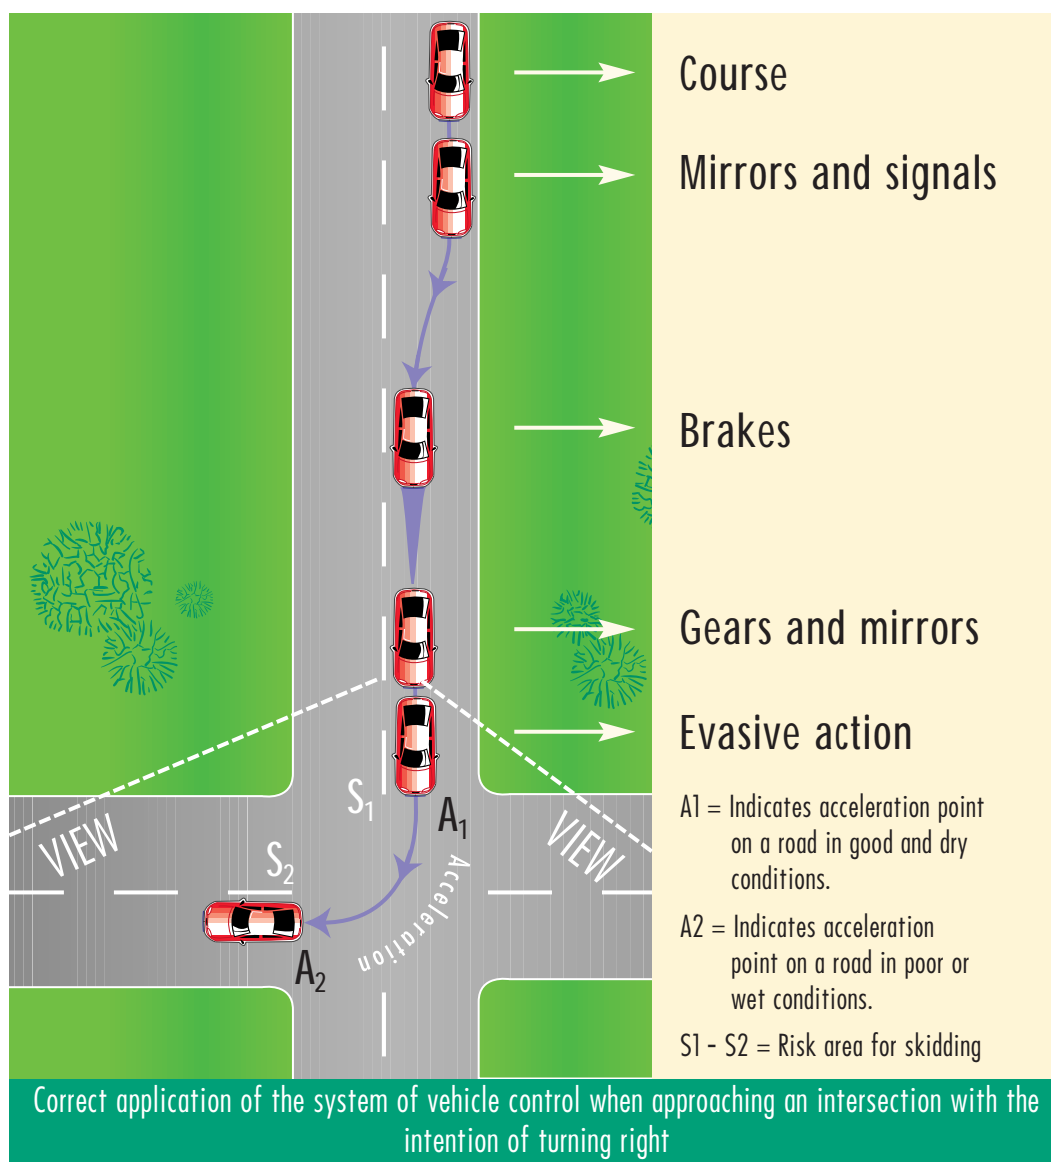 Course
Mirrors and signals
Brakes
Gears and mirrors
Evasive action
S1
A1
VIEW
VIEW
S2
Acceleration
A2
A1 = Indicates acceleration point
on a road in good and dry
conditions.
A2 = Indicates acceleration
point on a road in poor or
wet conditions.
S1 - S2 = Risk area for skidding
Correct application of the system of vehicle control when approaching an intersection with the
intention of turning right